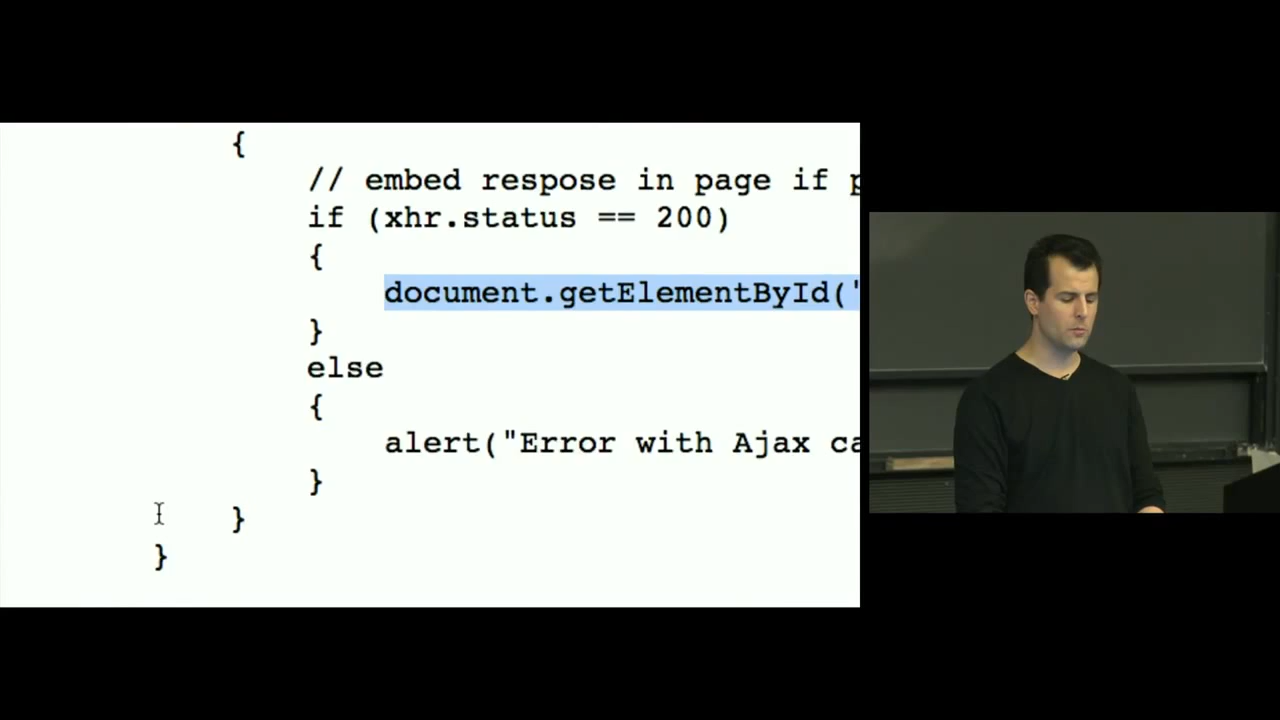 {
// embed respose in page if p
if (xhr.status == 200)
{
document.getElementById('
}
else
{
alert("Error with Ajax ca
}
}
}